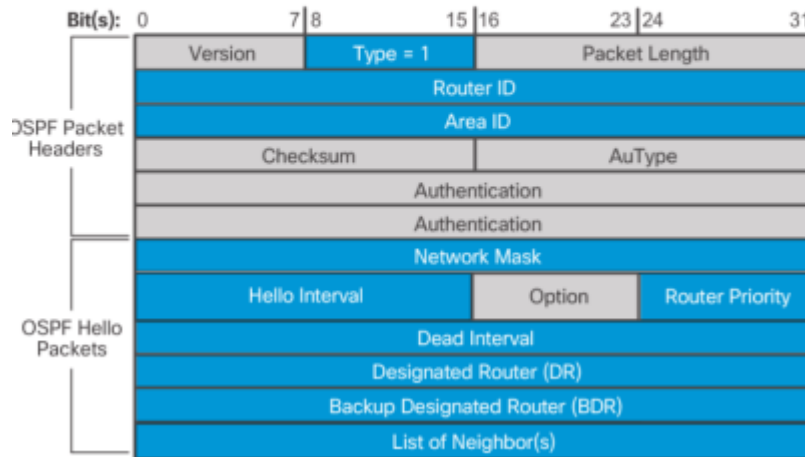 Bit(s): 0 7 8 15 16 23 24 31
Version Type = 1 Packet Length
Router ID
Area ID
OSPF Packet
Headers
Checksum AuType
Authentication
Authentication
Network Mask
Hello Interval Option Router Priority
OSPF Hello
Packets
Dead Interval
Designated Router (DR)
Backup Designated Router (BDR)
List of Neighbor(s)